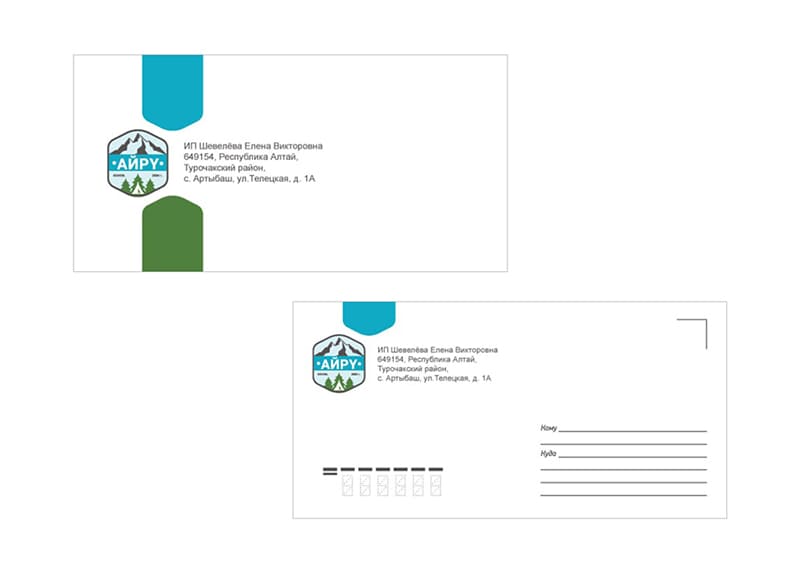 ИП Шевелёва Елена Викторовна
649154, Республика Алтай,
АЙРУ
Турочакский район,
с. Артыбаш, ул.Телецкая, д. 1А
ИП Шевелёва Елена Викторовна
649154, Республика Алтай,
АЙРУ
Турочакский район,
с. Артыбаш, ул.Телецкая, д. 1А
Кому
Куда